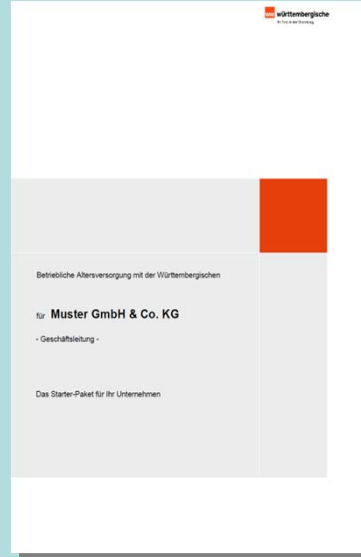 württembergische
Betriebliche Altersversorgung mit der Württembergischen
für Muster GmbH & Co. KG
- Geschäftsleitung -
Das Starter-Paket für Ihr Unternehmen